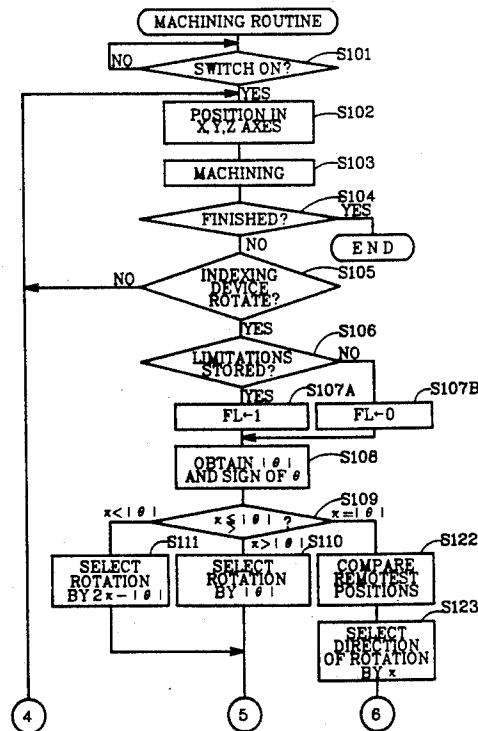 MACHINING ROUTINE
S101
NO
SWITCH ON?
YES
S102
POSITION IN
X,Y,Z AXES
S103
MACHINING
S104
FINISHED?
YES
END
NO
S105
NO
INDEXING
DEVICE
ROTATE?
YES
S106
LIMITATIONS
STORED?
NO
YES
S107A
S107B
FL←1
FL←0
S108
OBTAIN |θ|
AND SIGN OF θ
S109
π<|θ|
π⪋|θ| ?
π=|θ|
S111
π>|θ|
S110
S122
SELECT
ROTATION
BY 2π-|θ|
SELECT
ROTATION
BY |θ|
COMPARE
REMOTEST
POSITIONS
S123
SELECT
DIRECTION
OF ROTATION
BY π
4
5
6